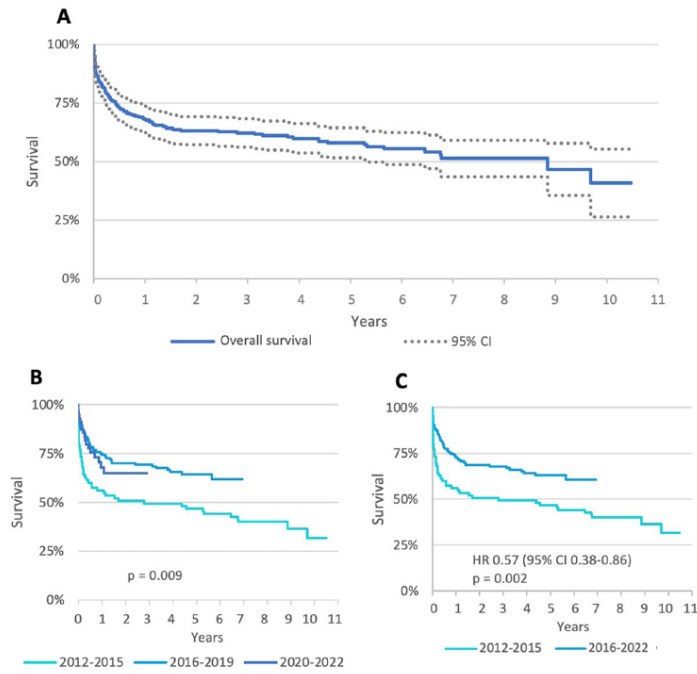 A
100%
75%
50%
25%
0%
Survival
0 1 2 3 4 5 6 7 8 9 10 11
Years
Overall survival 95% CI
B
100%
75%
50%
25%
0%
Survival
p = 0.009
0 1 2 3 4 5 6 7 8 9 10 11
Years
2012-2015 2016-2019 2020-2022
C
100%
75%
50%
25%
0%
Survival
HR 0.57 (95% CI 0.38-0.86)
p = 0.002
0 1 2 3 4 5 6 7 8 9 10 11
Years
2012-2015 2016-2022